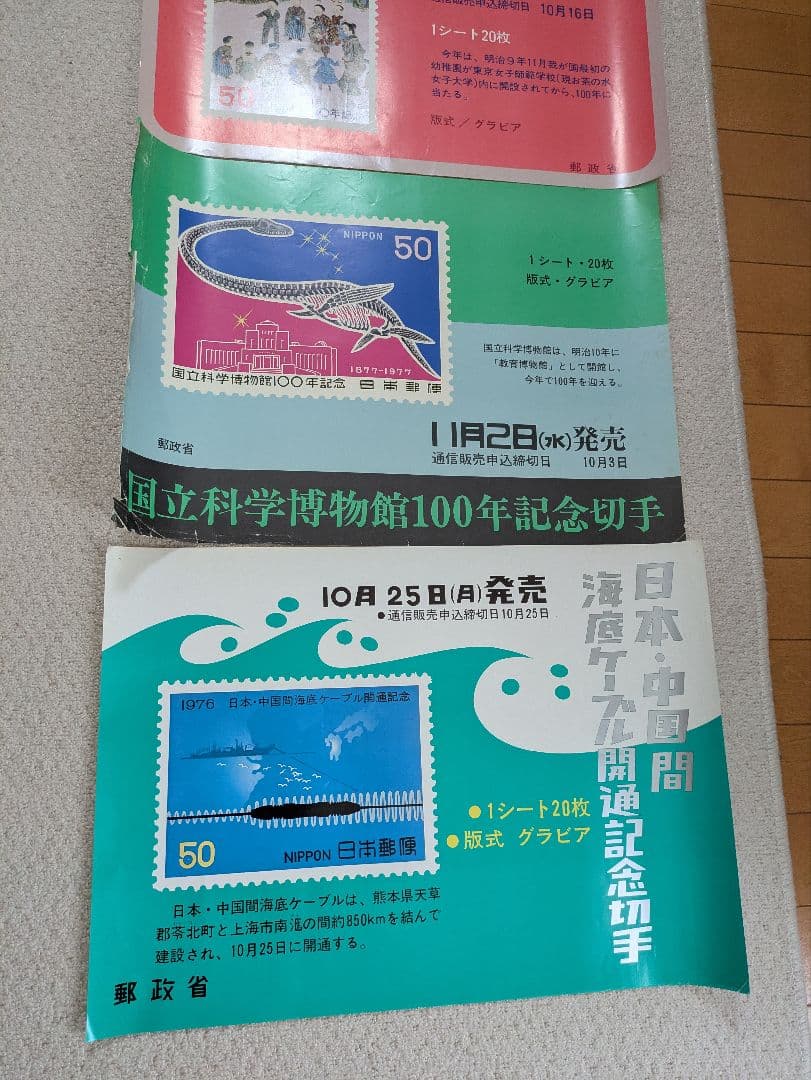 通信販売申込締切日 10月16日
1シート20枚
今年は、明治9年11月我が国最初の
幼稚園が東京女子師範学校(現お茶の水
女子大学)内に開設されてから、100年に
当たる。
版式/グラビア
郵政省
50
NIPPON 50
1877-1977
国立科学博物館100年記念 日本郵便
1シート・20枚
版式・グラビア
国立科学博物館は、明治10年に
「教育博物館」として開館し、
今年で100年を迎える。
11月2日(水)発売
通信販売申込締切日 10月3日
郵政省
国立科学博物館100年記念切手
10月25日(月)発売
●通信販売申込締切日10月25日
日本・中国間
海底ケーブル開通記念切手
1976 日本・中国間海底ケーブル開通記念
50 NIPPON 日本郵便
●1シート20枚
●版式 グラビア
日本・中国間海底ケーブルは、熊本県天草
郡苓北町と上海市南滙の間約850kmを結んで
建設され、10月25日に開通する。
郵政省